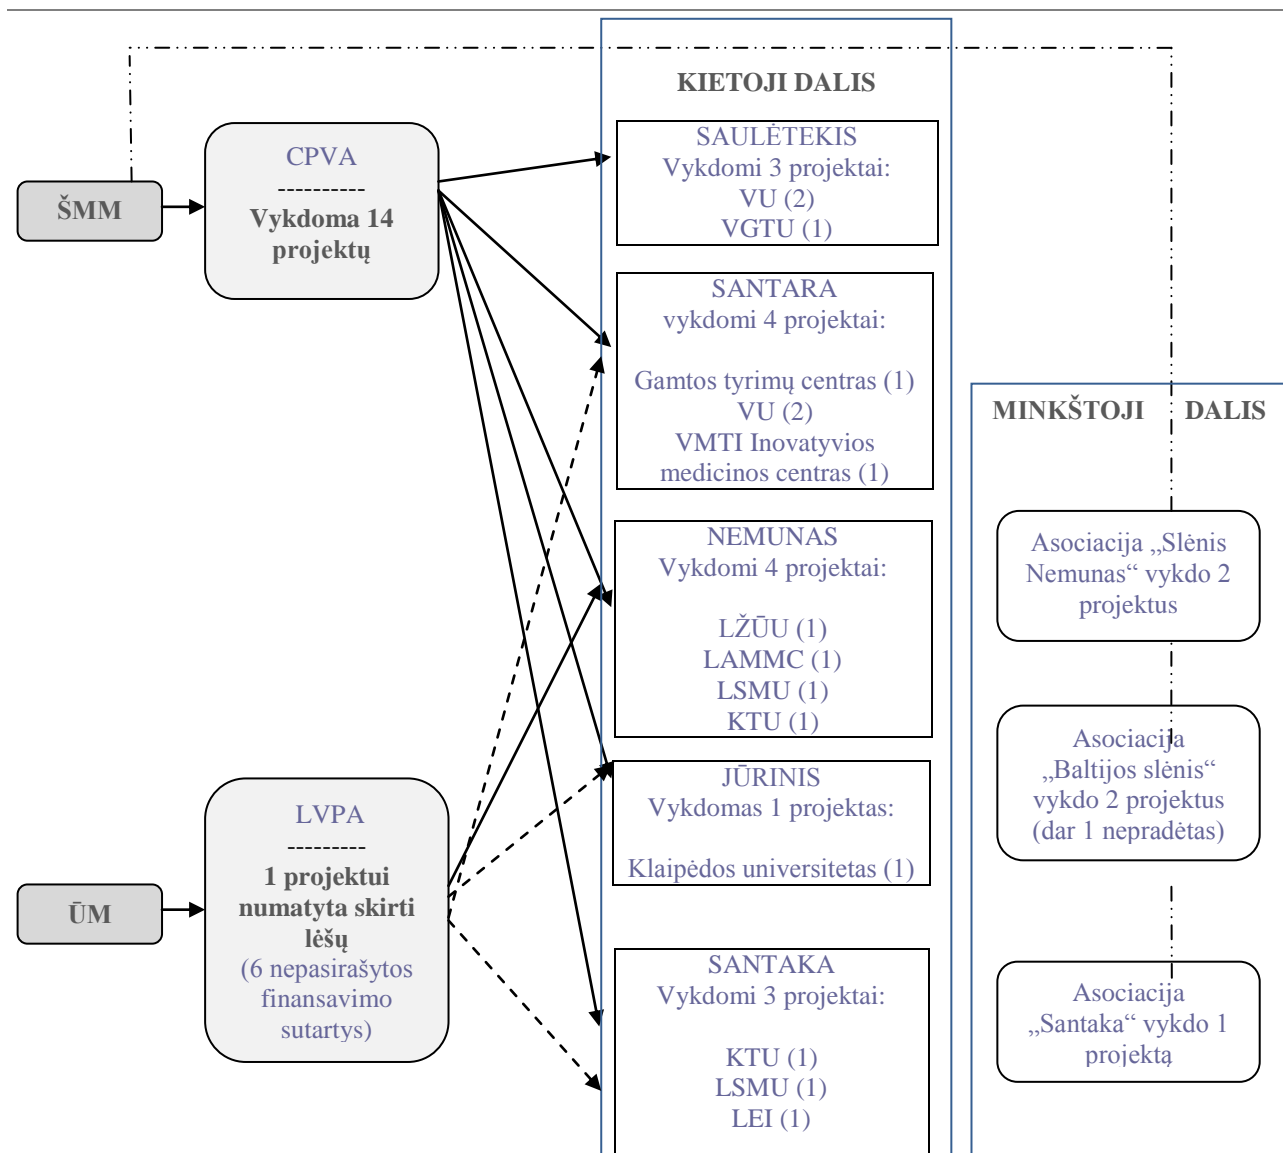 KIETOJI DALIS
SAULĖTEKIS
Vykdomi 3 projektai:
VU (2)
VGTU (1)
CPVA
----------
Vykdoma 14
projektų
ŠMM
SANTARA
vykdomi 4 projektai:
Gamtos tyrimų centras (1)
VU (2)
VMTI Inovatyvios
medicinos centras (1)
MINKŠTOJI DALIS
NEMUNAS
Vykdomi 4 projektai:
LŽŪU (1)
LAMMC (1)
LSMU (1)
KTU (1)
Asociacija „Slėnis
Nemunas“ vykdo 2
projektus
JŪRINIS
Vykdomas 1 projektas:
Klaipėdos universitetas (1)
Asociacija
„Baltijos slėnis“
vykdo 2 projektus
(dar 1 nepradėtas)
LVPA
---------
1 projektui
numatyta skirti
lėšų
(6 nepasirašytos
finansavimo
sutartys)
ŪM
SANTAKA
Vykdomi 3 projektai:
KTU (1)
LSMU (1)
LEI (1)
Asociacija
„Santaka“ vykdo 1
projektą